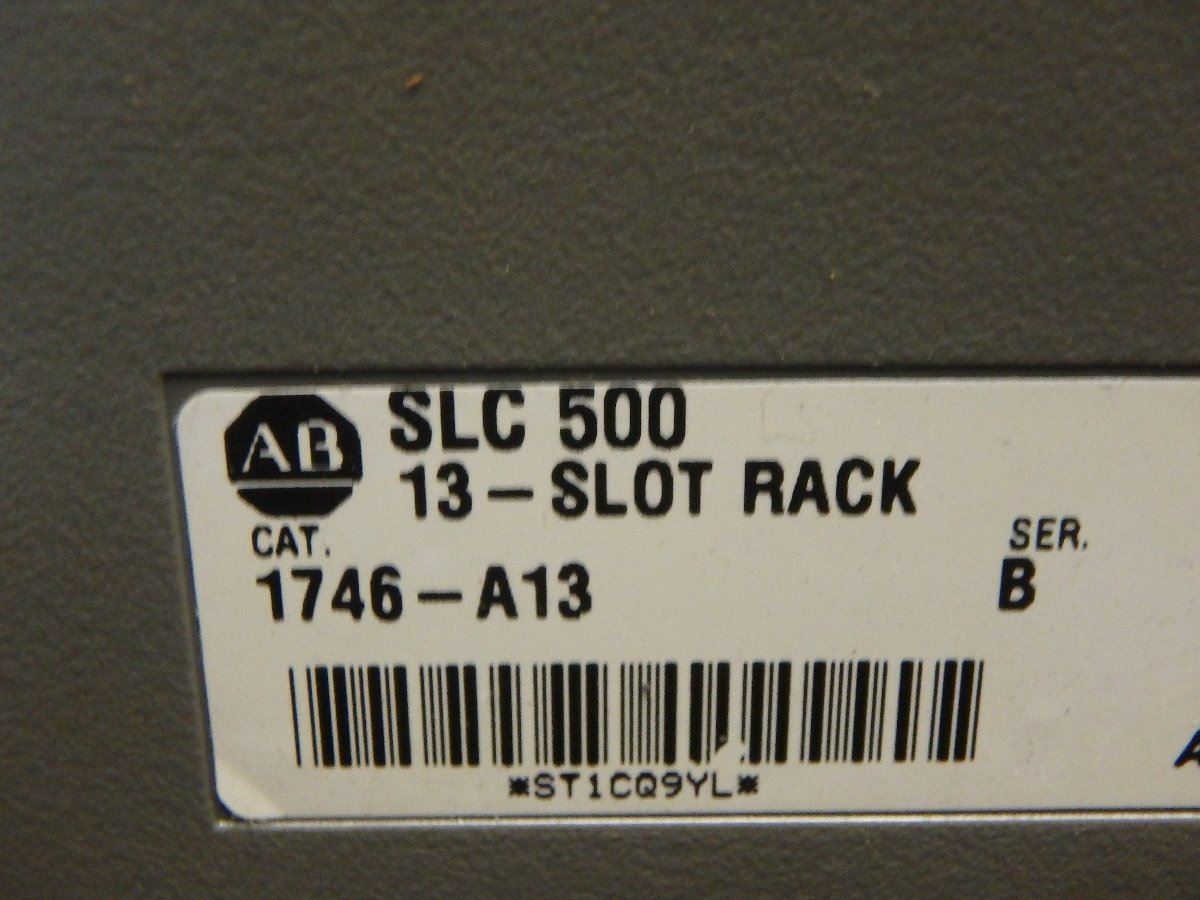 AB
SLC 500
13-SLOT RACK
CAT.
SER.
1746-A13
B
*ST1CQ9YL*